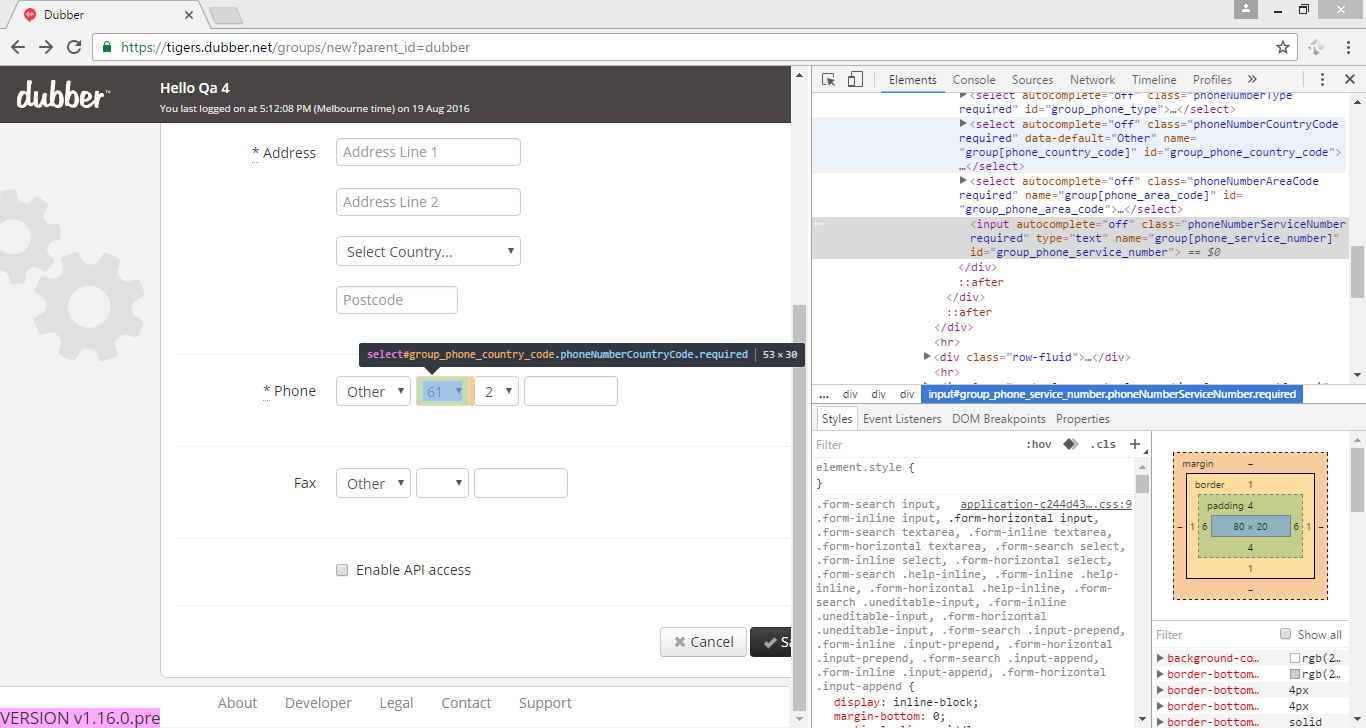 Dubber
https://tigers.dubber.net/groups/new?parent_id=dubber
dubber™
Hello Qa 4
You last logged on at 5:12:08 PM (Melbourne time) on 19 Aug 2016
* Address
Address Line 1
Address Line 2
Select Country...
Postcode
select#group_phone_country_code.phoneNumberCountryCode.required 53 × 30
* Phone Other 61 2
Fax Other
Enable API access
Cancel
About Developer Legal Contact Support
VERSION v1.16.0.pre
Elements Console Sources Network Timeline Profiles »
<select autocomplete="off" class="phoneNumberType
required" id="group_phone_type">…</select>
<select autocomplete="off" class="phoneNumberCountryCode
required" data-default="Other" name=
"group[phone_country_code]" id="group_phone_country_code">
…</select>
<select autocomplete="off" class="phoneNumberAreaCode
required" name="group[phone_area_code]" id=
"group_phone_area_code">…</select>
<input autocomplete="off" class="phoneNumberServiceNumber
required" type="text" name="group[phone_service_number]"
id="group_phone_service_number"> == $0
</div>
::after
</div>
::after
</div>
<hr>
<div class="row-fluid">…</div>
<hr>
... div div div input#group_phone_service_number.phoneNumberServiceNumber.required
Styles Event Listeners DOM Breakpoints Properties
Filter :hov .cls +
element.style {
}
.form-search input, application-c244d43….css:9
.form-inline input, .form-horizontal input,
.form-search textarea, .form-inline textarea,
.form-horizontal textarea, .form-search select,
.form-inline select, .form-horizontal select,
.form-search .help-inline, .form-inline .help-
inline, .form-horizontal .help-inline, .form-
search .uneditable-input, .form-inline
.uneditable-input, .form-horizontal
.uneditable-input, .form-search .input-prepend,
.form-inline .input-prepend, .form-horizontal
.input-prepend, .form-search .input-append,
.form-inline .input-append, .form-horizontal
.input-append {
display: inline-block;
margin-bottom: 0;
margin –
border 1
padding 4
– 1 6 80 × 20 6 1 –
4
1
–
Filter Show all
background-co… rgb(2…
border-bottom… rgb(2…
border-bottom… 4px
border-bottom… 4px
border-bottom… solid